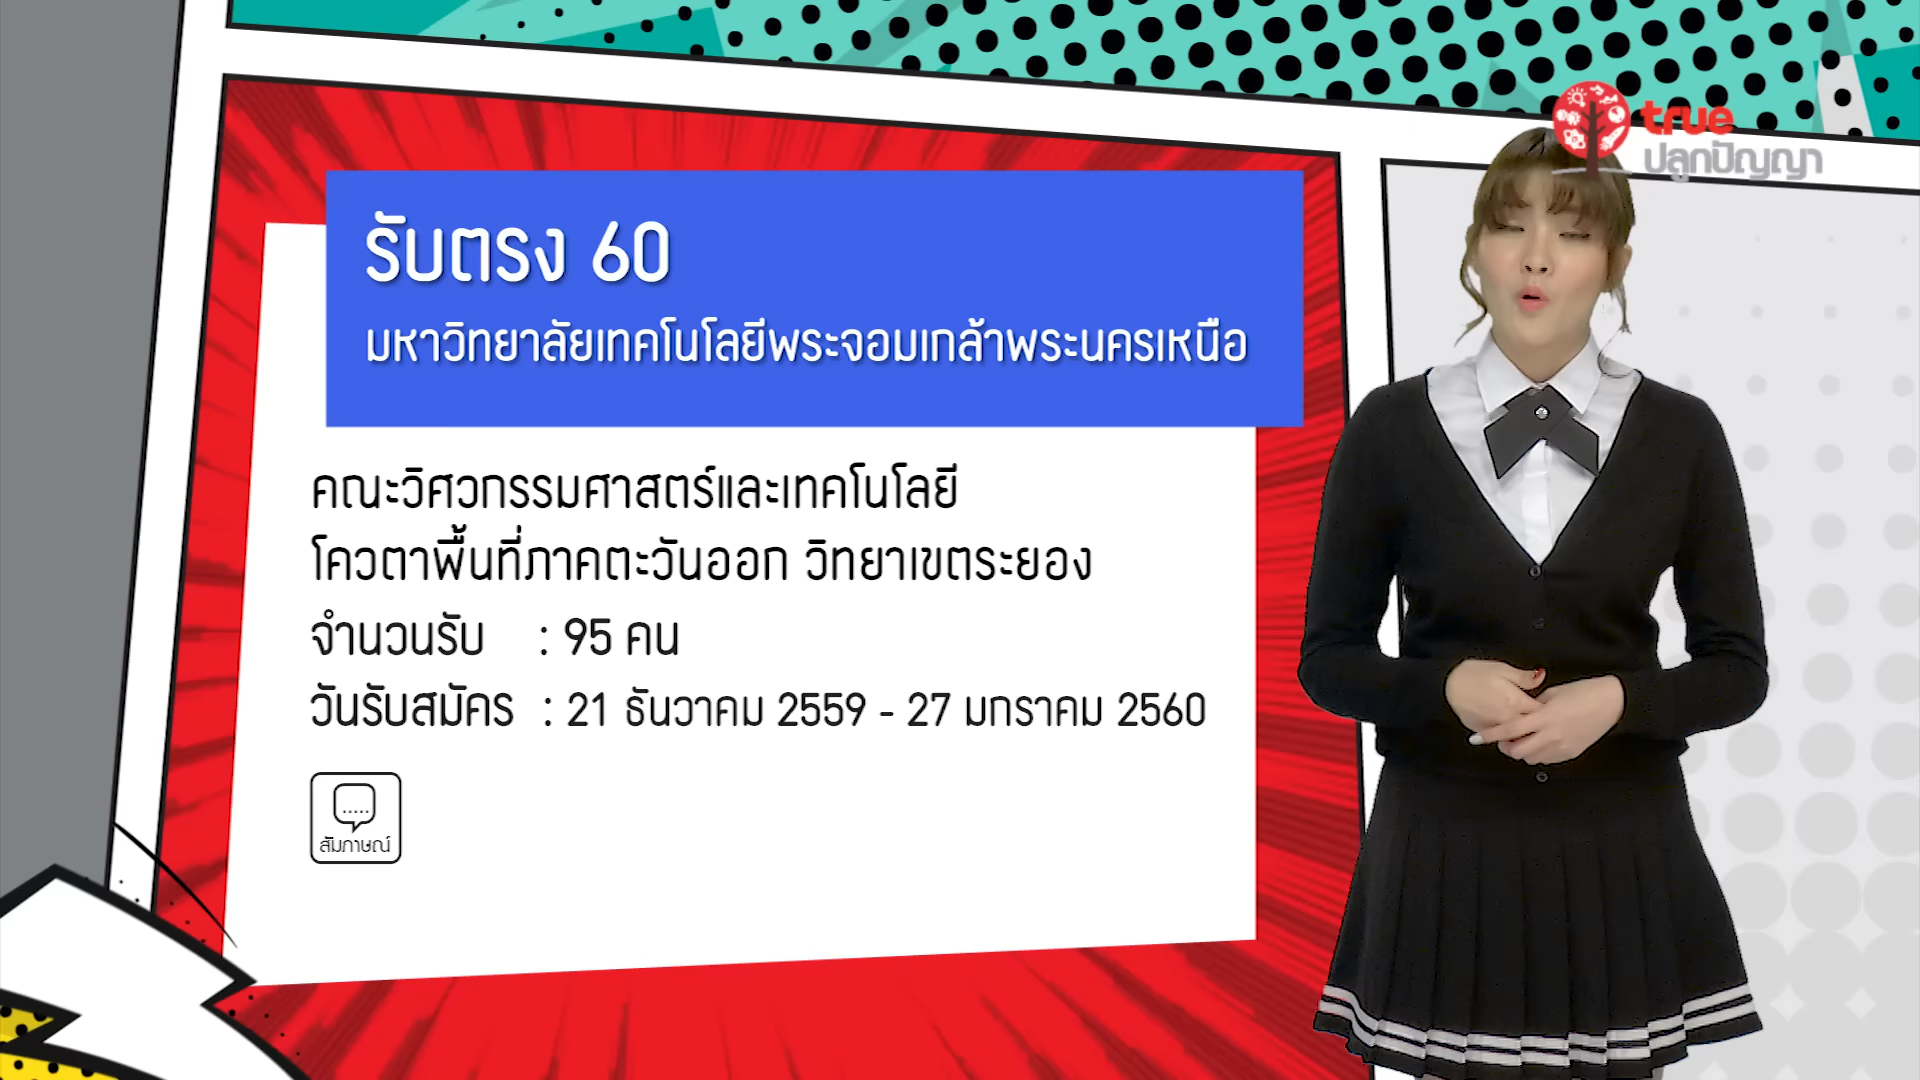 true
ปลูกปัญญา
รับตรง 60
มหาวิทยาลัยเทคโนโลยีพระจอมเกล้าพระนครเหนือ
คณะวิศวกรรมศาสตร์และเทคโนโลยี
โควตาพื้นที่ภาคตะวันออก วิทยาเขตระยอง
จำนวนรับ : 95 คน
วันรับสมัคร : 21 ธันวาคม 2559 - 27 มกราคม 2560
สัมภาษณ์